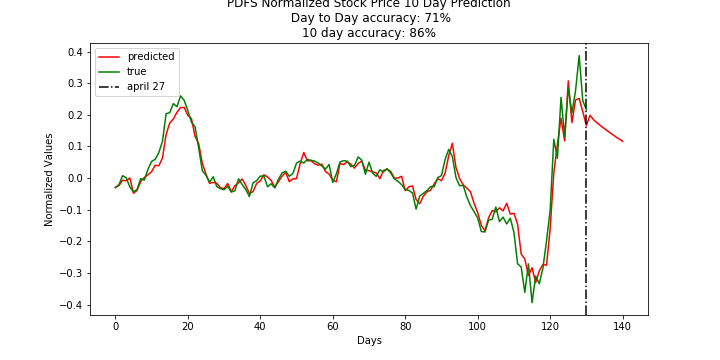 PDFS Normalized Stock Price 10 Day Prediction
Day to Day accuracy: 71%
10 day accuracy: 86%
predicted
true
april 27
Normalized Values
0.4
0.3
0.2
0.1
0.0
−0.1
−0.2
−0.3
−0.4
0 20 40 60 80 100 120 140
Days